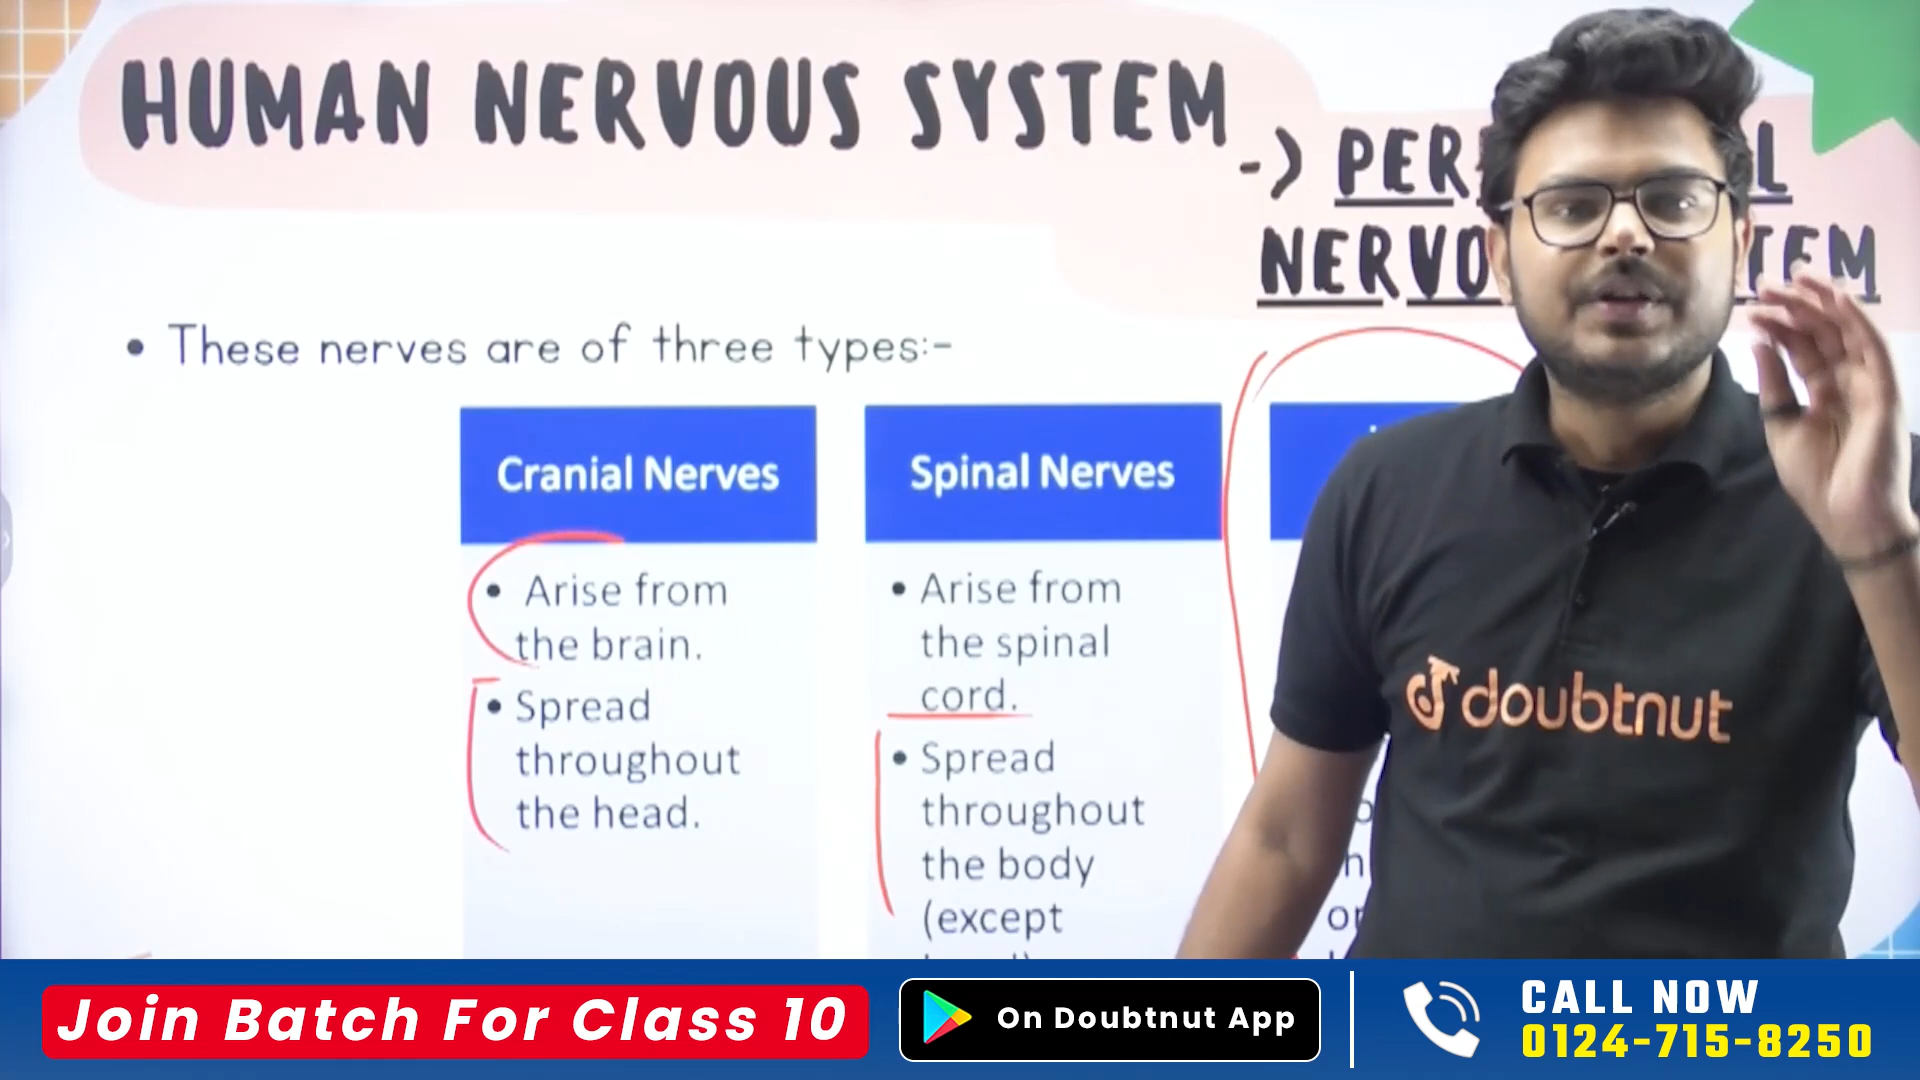 HUMAN NERVOUS SYSTEM
->
• These nerves are of three types:-
Cranial Nerves
• Arise from
the brain.
• Spread
throughout
the head.
Spinal Nerves
• Arise from
the spinal
cord.
• Spread
throughout
the body
(except
doubtnut
Join Batch For Class 10
On Doubtnut App
CALL NOW
0124-715-8250